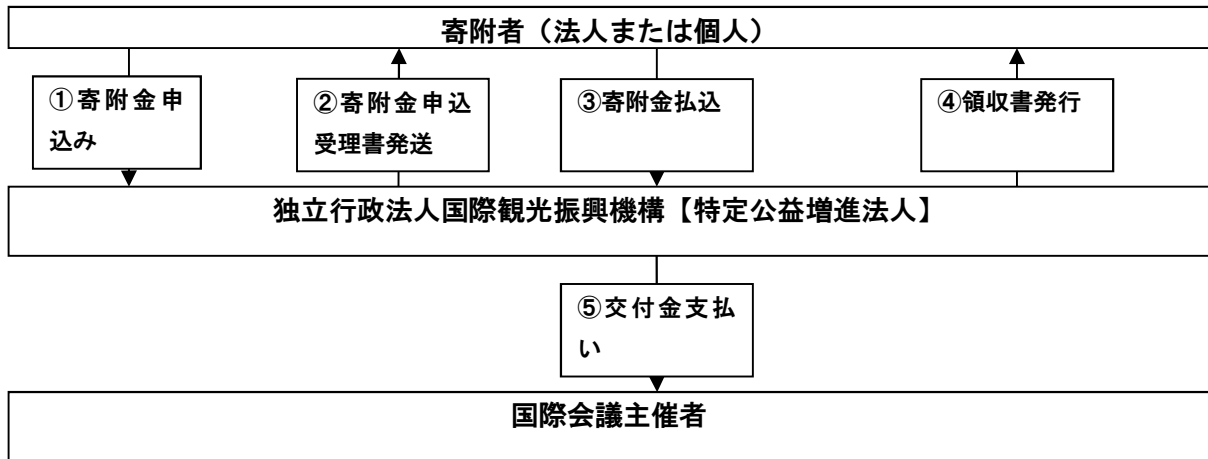 寄附者（法人または個人）
①寄附金申
込み
②寄附金申込
受理書発送
③寄附金払込
④領収書発行
独立行政法人国際観光振興機構【特定公益増進法人】
⑤交付金支払
い
国際会議主催者